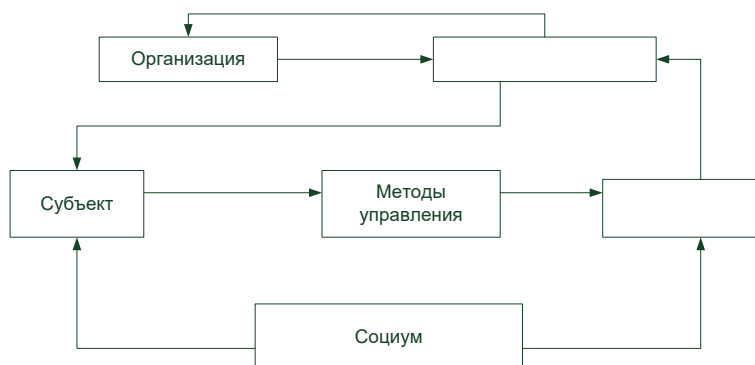 Организация
Субъект
Методы
управления
Социум